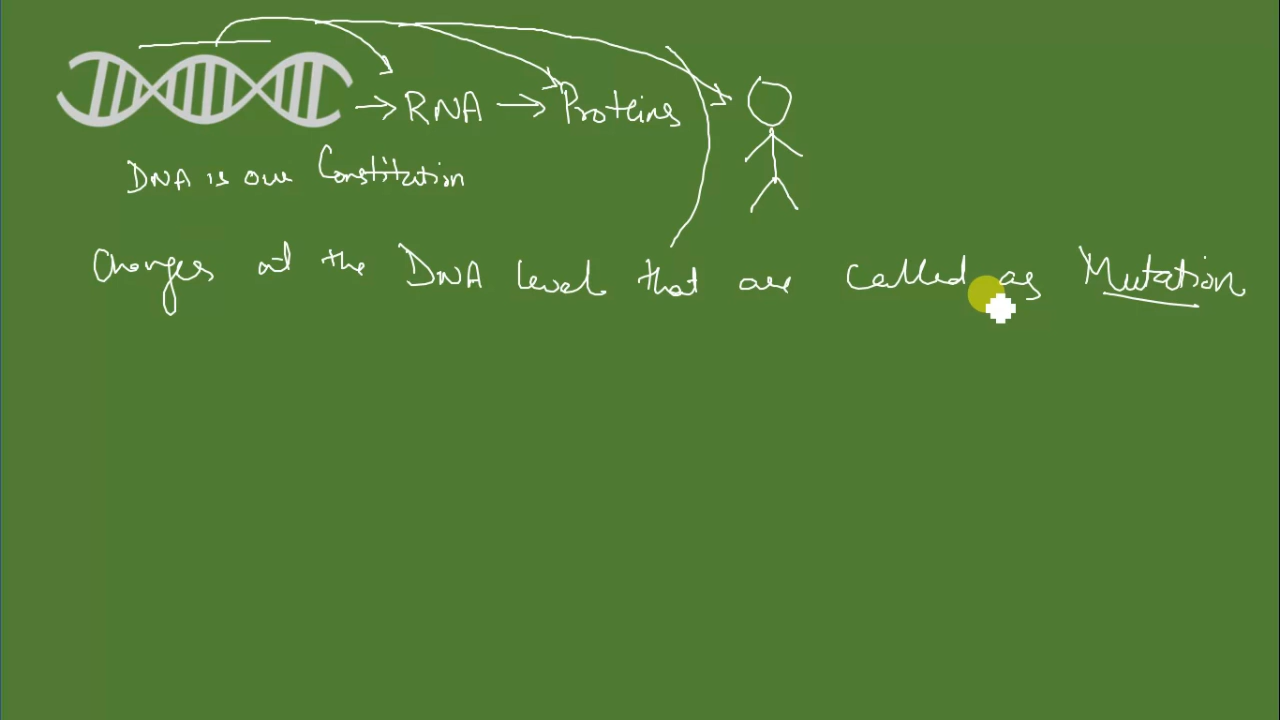 → RNA → Proteins
DNA is our Constitution
Changes at the DNA level that are called as Mutation